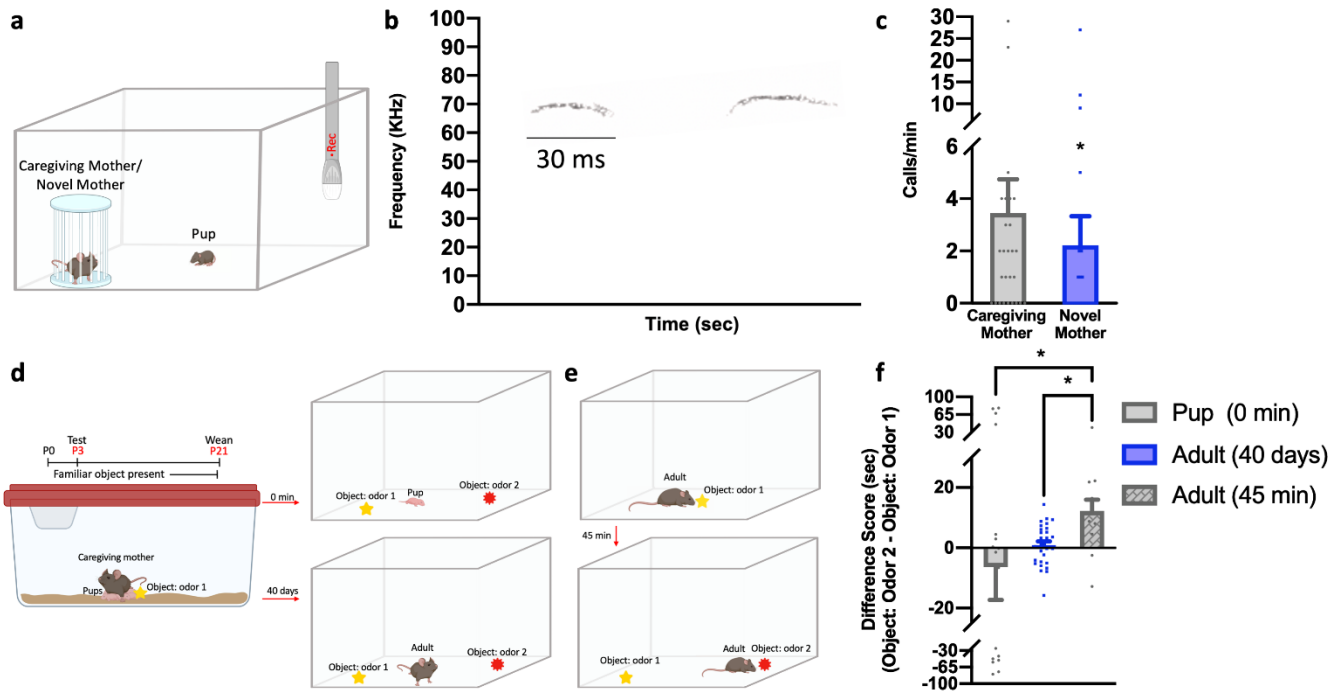 a
Caregiving Mother/
Novel Mother
Pup
•Rec
b
Frequency (KHz)
100
90
80
70
60
50
40
30
20
10
0
30 ms
Time (sec)
c
Calls/min
30
25
20
15
10
6
4
2
0
*
Caregiving
Mother
Novel
Mother
d
Test
P0
P3
Wean
P21
Familiar object present
Caregiving mother
Pups
Object: odor 1
0 min
40 days
Object: odor 1
Pup
Object: odor 2
Adult
Object: odor 1
Object: odor 2
e
Adult
Object: odor 1
45 min
Object: odor 1
Adult
Object: odor 2
f
Difference Score (sec)
(Object: Odor 2 - Object: Odor 1)
100
65
30
20
0
-20
-30
-65
-100
*
*
Pup (0 min)
Adult (40 days)
Adult (45 min)